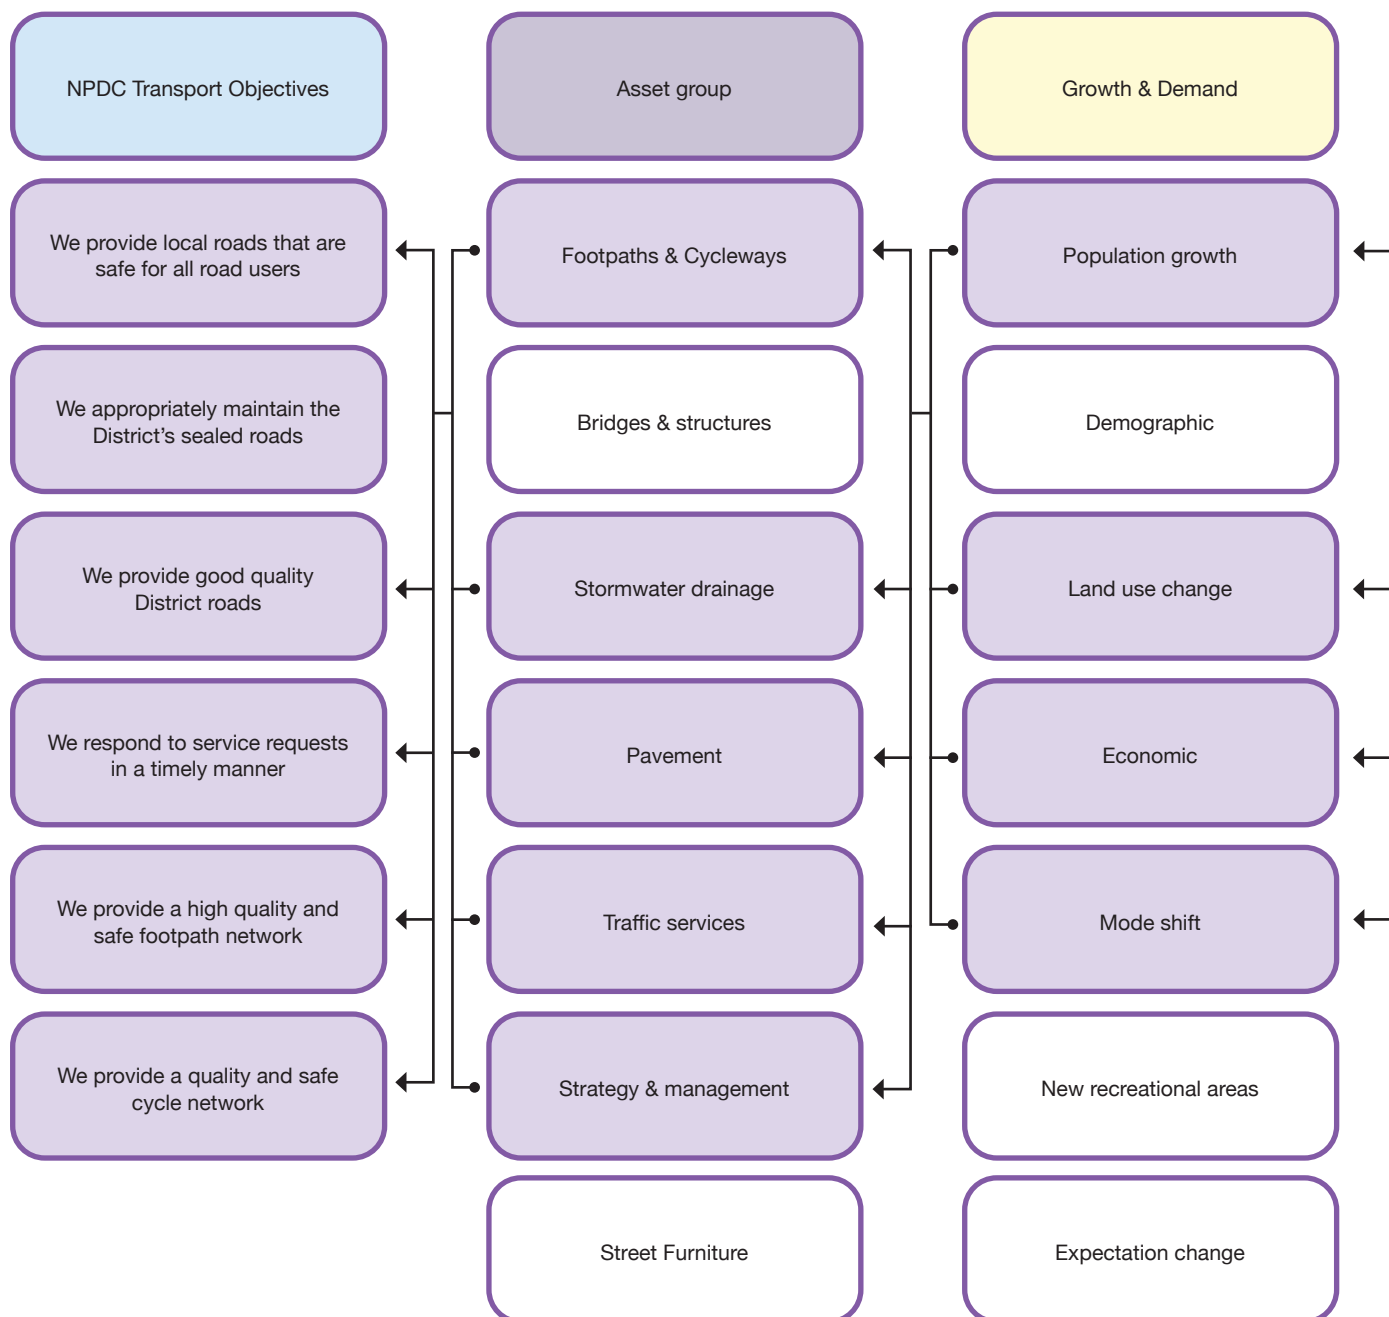 NPDC Transport Objectives
Asset group
Growth & Demand
We provide local roads that are
safe for all road users
Footpaths & Cycleways
Population growth
We appropriately maintain the
District’s sealed roads
Bridges & structures
Demographic
We provide good quality
District roads
Stormwater drainage
Land use change
We respond to service requests
in a timely manner
Pavement
Economic
We provide a high quality and
safe footpath network
Traffic services
Mode shift
We provide a quality and safe
cycle network
Strategy & management
New recreational areas
Street Furniture
Expectation change